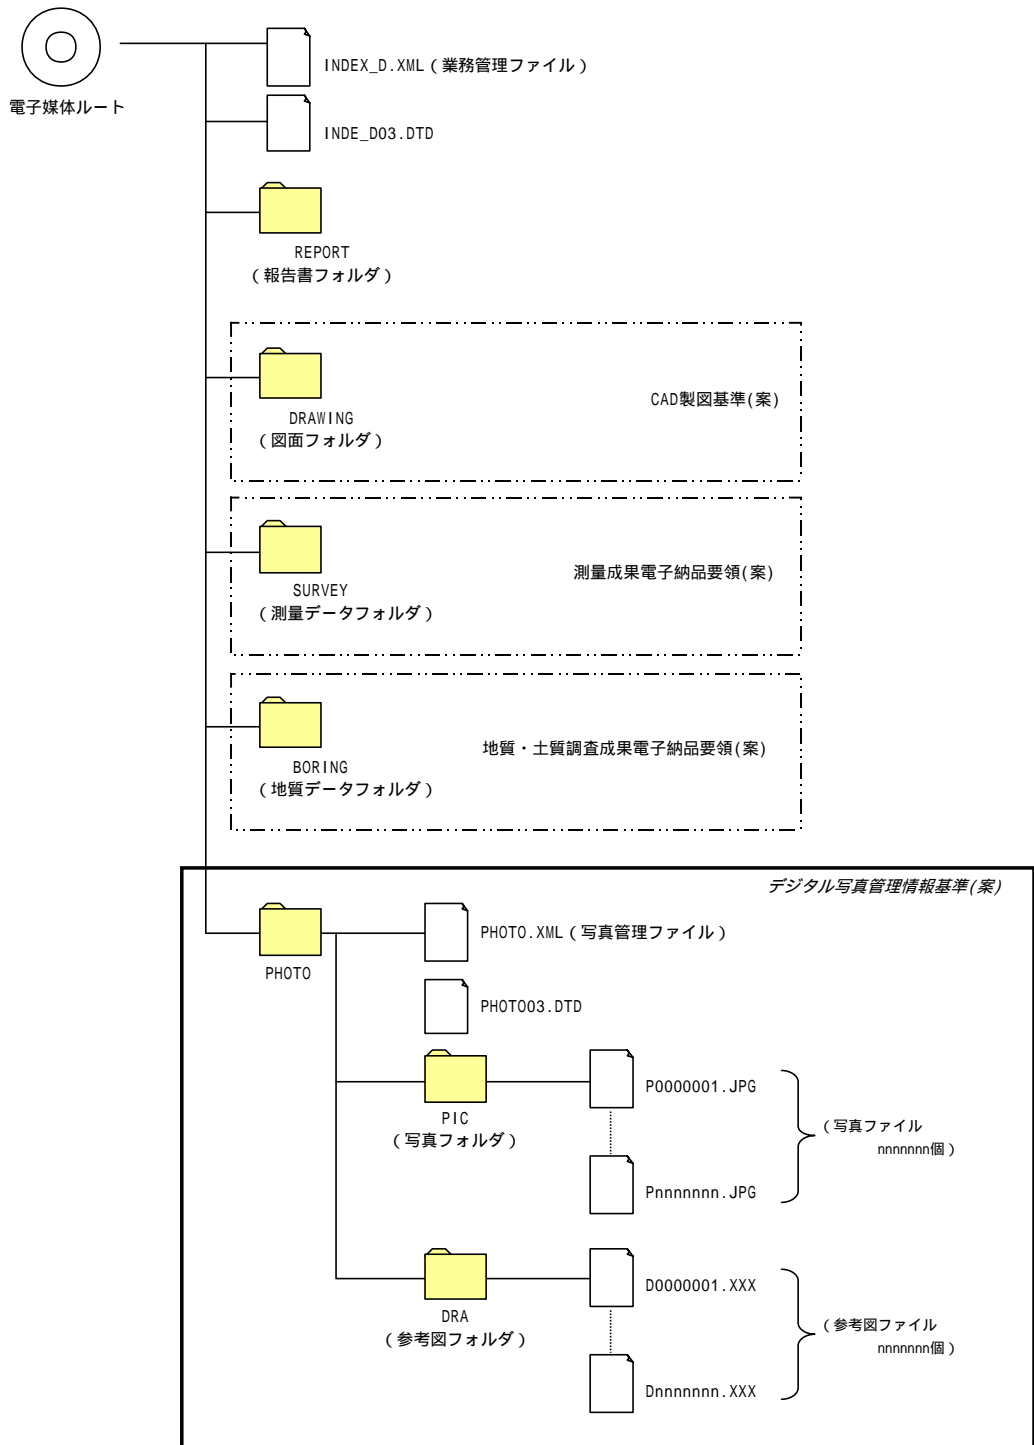 電子媒体ルート
INDEX_D.XML(業務管理ファイル)
INDE_D03.DTD
REPORT
(報告書フォルダ)
DRAWING
(図面フォルダ)
CAD製図基準(案)
SURVEY
(測量データフォルダ)
測量成果電子納品要領(案)
BORING
(地質データフォルダ)
地質・土質調査成果電子納品要領(案)
デジタル写真管理情報基準(案)
PHOTO
PHOTO.XML(写真管理ファイル)
PHOTO03.DTD
PIC
(写真フォルダ)
P0000001.JPG
Pnnnnnnn.JPG
(写真ファイル
nnnnnnn個)
DRA
(参考図フォルダ)
D0000001.XXX
Dnnnnnnn.XXX
(参考図ファイル
nnnnnnn個)